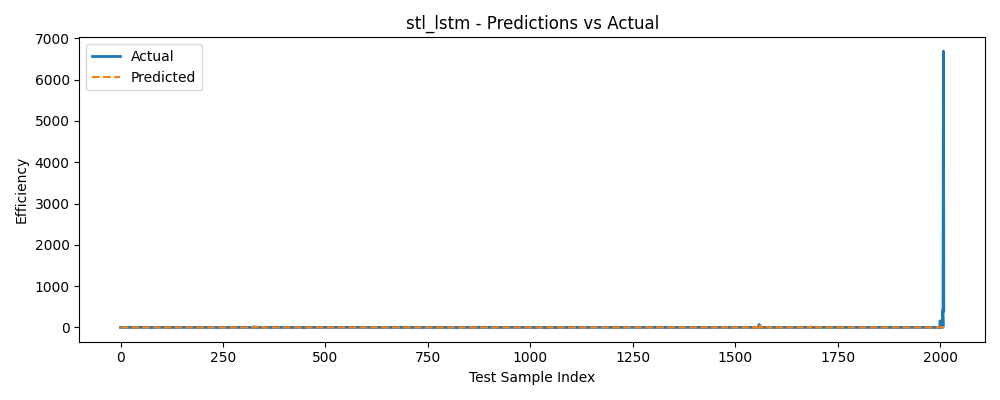 stl_lstm - Predictions vs Actual
Actual
Predicted
Efficiency
7000
6000
5000
4000
3000
2000
1000
0
0 250 500 750 1000 1250 1500 1750 2000
Test Sample Index